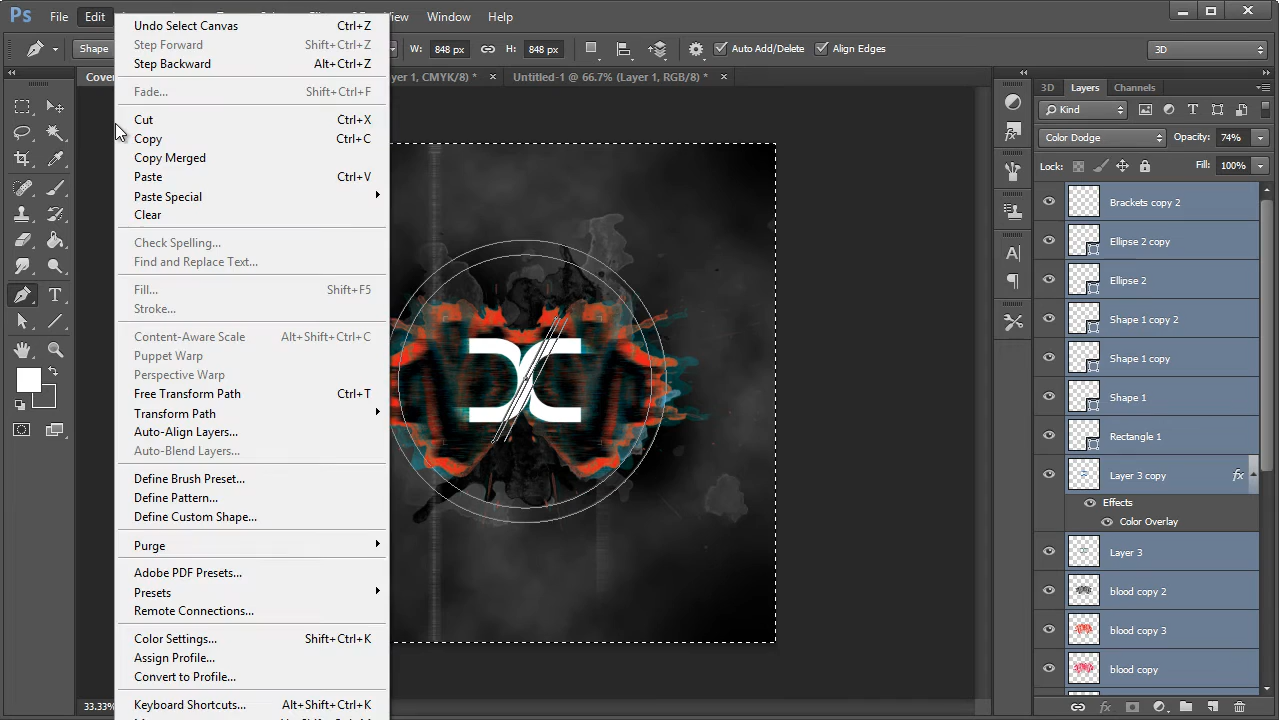 Ps File Edit View Window Help
Shape W: 848 px H: 848 px Auto Add/Delete Align Edges 3D
Cover yer 1, CMYK/8) * × Untitled-1 @ 66.7% (Layer 1, RGB/8) * ×
Undo Select Canvas Ctrl+Z
Step Forward Shift+Ctrl+Z
Step Backward Alt+Ctrl+Z
Fade... Shift+Ctrl+F
Cut Ctrl+X
Copy Ctrl+C
Copy Merged
Paste Ctrl+V
Paste Special
Clear
Check Spelling...
Find and Replace Text...
Fill... Shift+F5
Stroke...
Content-Aware Scale Alt+Shift+Ctrl+C
Puppet Warp
Perspective Warp
Free Transform Path Ctrl+T
Transform Path
Auto-Align Layers...
Auto-Blend Layers...
Define Brush Preset...
Define Pattern...
Define Custom Shape...
Purge
Adobe PDF Presets...
Presets
Remote Connections...
Color Settings... Shift+Ctrl+K
Assign Profile...
Convert to Profile...
Keyboard Shortcuts... Alt+Shift+Ctrl+K
33.33%
3D Layers Channels
Kind
Color Dodge Opacity: 74%
Lock: Fill: 100%
Brackets copy 2
Ellipse 2 copy
Ellipse 2
Shape 1 copy 2
Shape 1 copy
Shape 1
Rectangle 1
Layer 3 copy fx
Effects
Color Overlay
Layer 3
blood copy 2
blood copy 3
blood copy